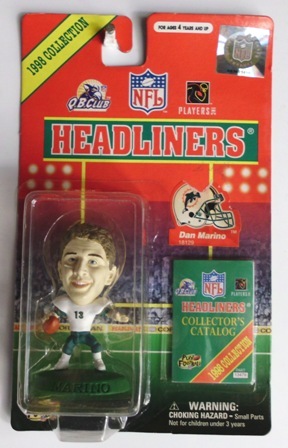 1998 COLLECTION
FOR AGES 4 YEARS AND UP
Q.B.CLUB
NFL
PLAYERS INC
HEADLINERS®
Dan Marino
NFL
PLAYERS
HEADLINERS
COLLECTOR'S
CATALOG
1998 COLLECTION
13
MARINO
WARNING:
CHOKING HAZARD - Small Parts
Not for children under 3 years